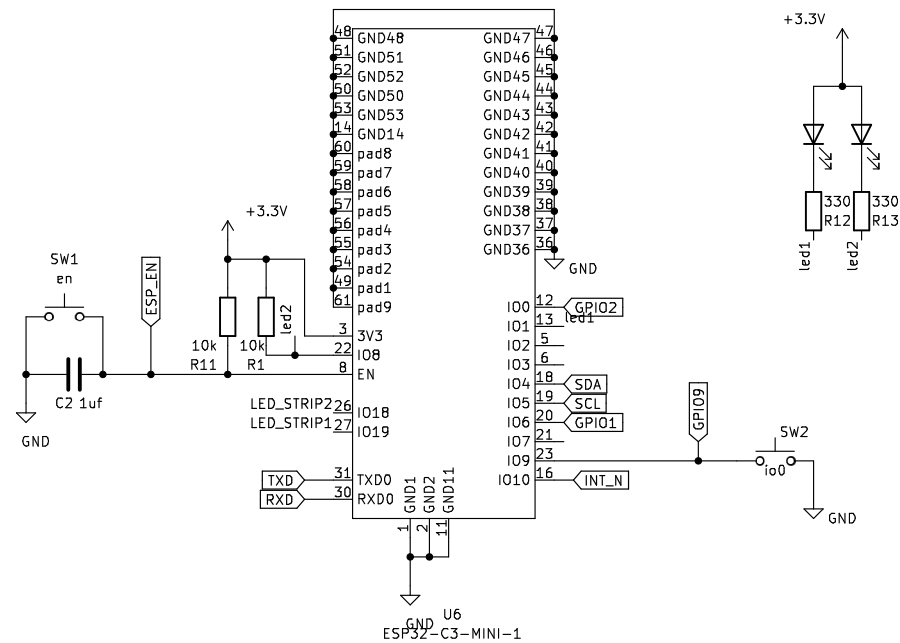 +3.3V
48 GND48 GND47 47
51 GND51 GND46 46
52 GND52 GND45 45
50 GND50 GND44 44
53 GND53 GND43 43
14 GND14 GND42 42
60 pad8 GND41 41
59 pad7 GND40 40
58 pad6 GND39 39
57 pad5 GND38 38
56 pad4 GND37 37
55 pad3 GND36 36
54 pad2
49 pad1
61 pad9
GND
330
R12
330
R13
led1
led2
+3.3V
SW1
en
ESP_EN
led2
10k
R11
10k
R1
C2 1uf
GND
3 3V3
22 IO8
8 EN
LED_STRIP2 26 IO18
LED_STRIP1 27 IO19
TXD 31 TXD0
RXD 30 RXD0
IO0 12 GPIO2
IO1 13 led1
IO2 5
IO3 6
IO4 18 SDA
IO5 19 SCL
IO6 20 GPIO1
IO7 21
IO9 23
IO10 16 INT_N
GPIO9
SW2
io0
GND
GND1
GND2
GND11
1
2
11
GND
U6
ESP32-C3-MINI-1